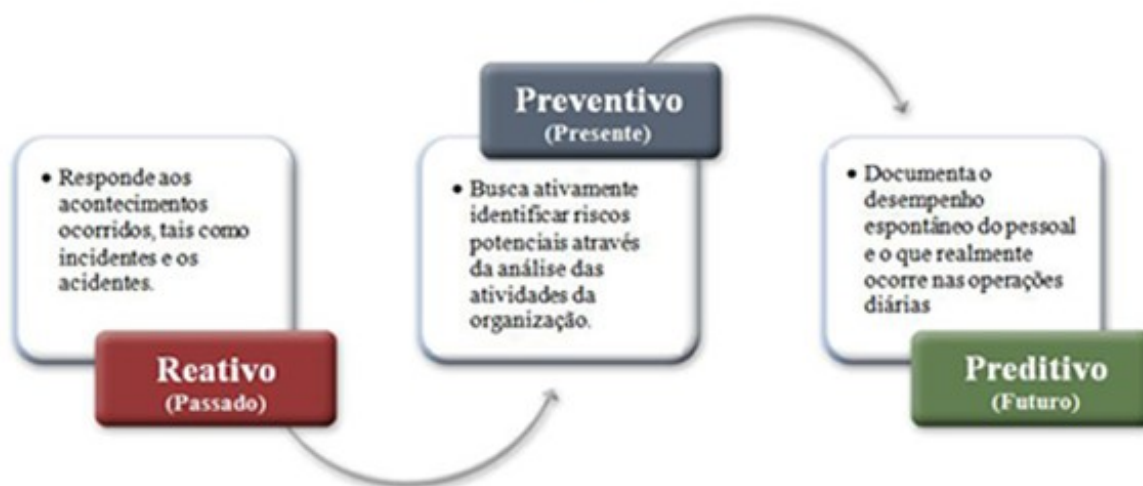 • Responde aos
acontecimentos
ocorridos, tais como
incidentes e os
acidentes.
Reativo
(Passado)
Preventivo
(Presente)
• Busca ativamente
identificar riscos
potenciais através
da análise das
atividades da
organização.
• Documenta o
desempenho
espontâneo do pessoal
e o que realmente
ocorre nas operações
diárias
Preditivo
(Futuro)